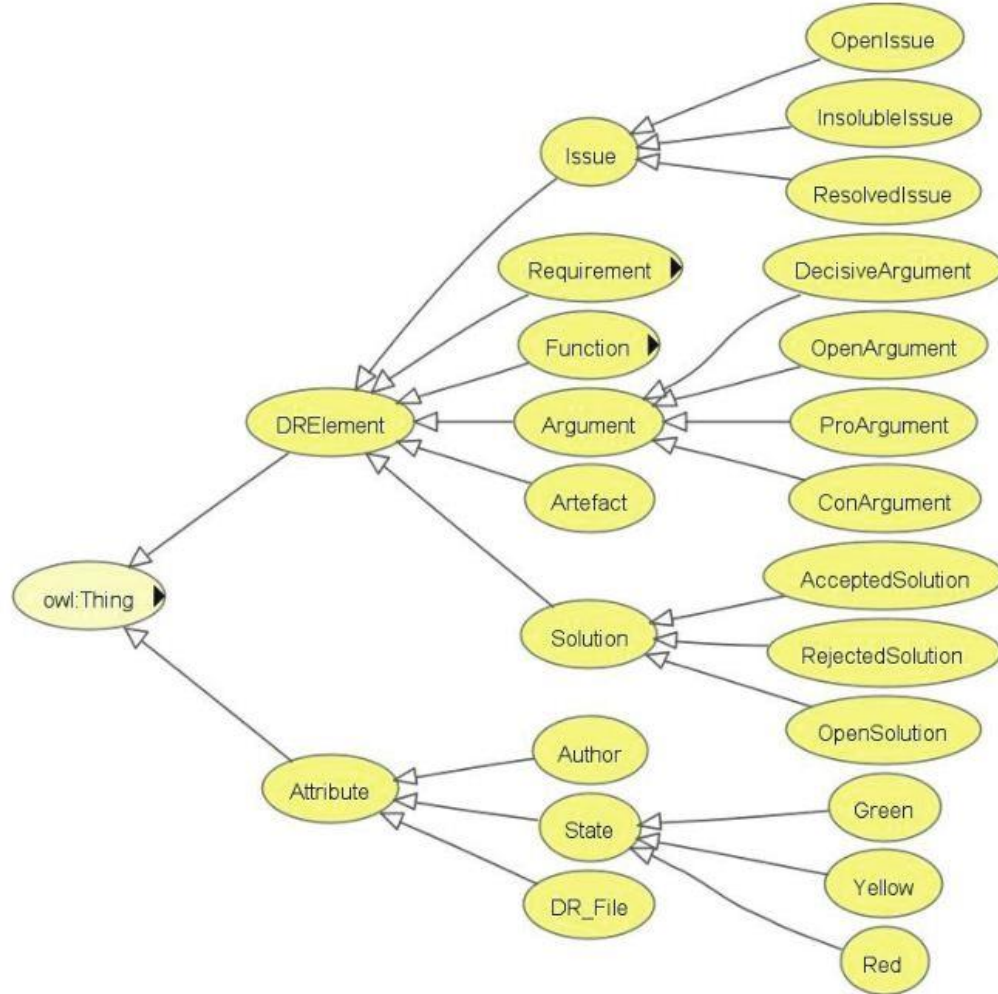 OpenIssue
InsolubleIssue
Issue
ResolvedIssue
Requirement
DecisiveArgument
Function
OpenArgument
DRElement
Argument
ProArgument
Artefact
ConArgument
AcceptedSolution
owl:Thing
Solution
RejectedSolution
OpenSolution
Author
Attribute
Green
State
Yellow
DR_File
Red